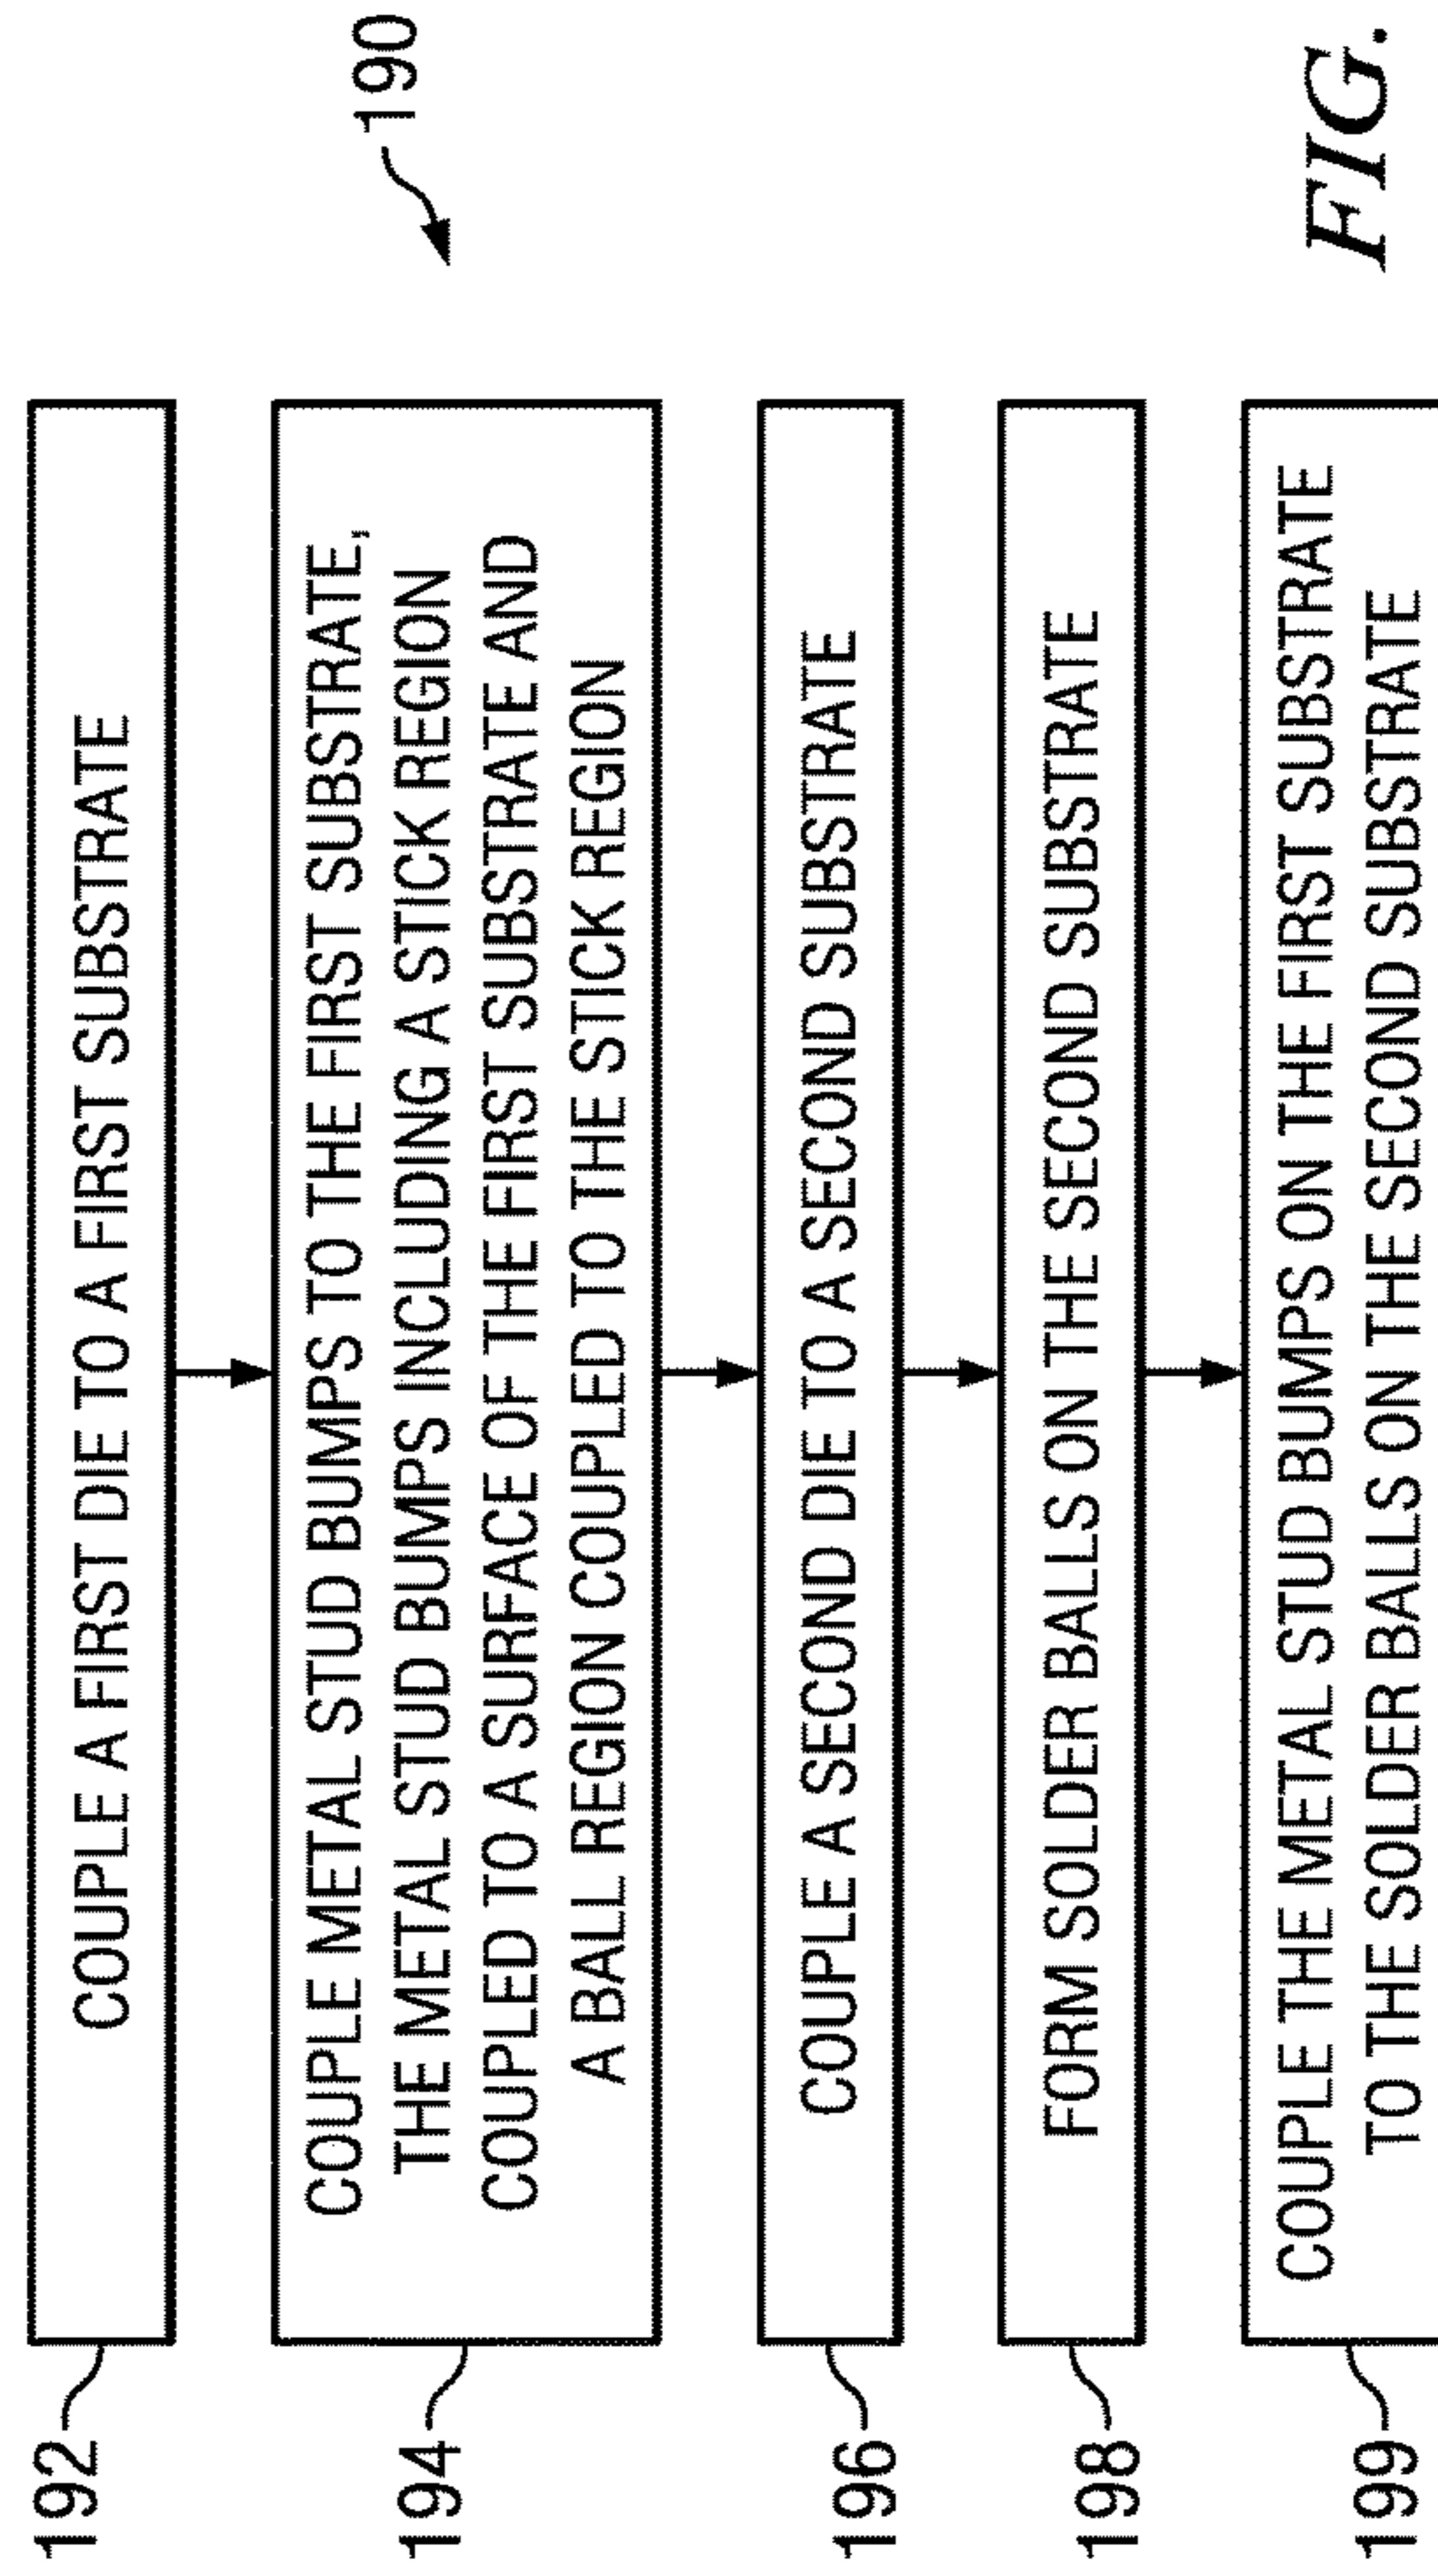 192
COUPLE A FIRST DIE TO A FIRST SUBSTRATE
190
194
COUPLE METAL STUD BUMPS TO THE FIRST SUBSTRATE,
THE METAL STUD BUMPS INCLUDING A STICK REGION
COUPLED TO A SURFACE OF THE FIRST SUBSTRATE AND
A BALL REGION COUPLED TO THE STICK REGION
196
COUPLE A SECOND DIE TO A SECOND SUBSTRATE
198
FORM SOLDER BALLS ON THE SECOND SUBSTRATE
199
COUPLE THE METAL STUD BUMPS ON THE FIRST SUBSTRATE
TO THE SOLDER BALLS ON THE SECOND SUBSTRATE
FIG.